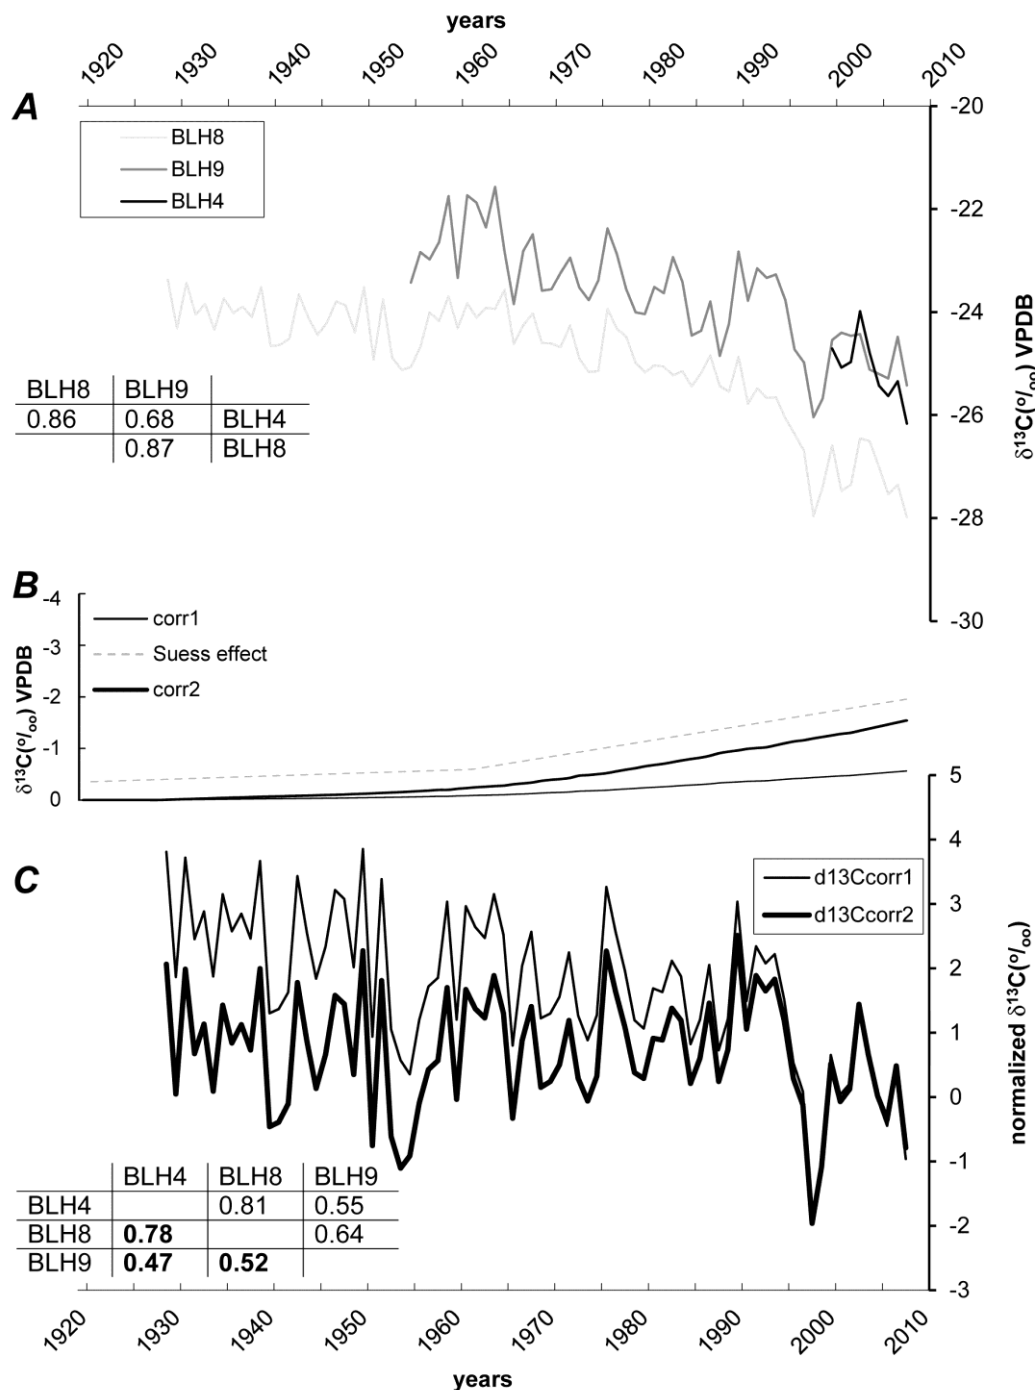 years
1920 1930 1940 1950 1960 1970 1980 1990 2000 2010
A
BLH8
BLH9
BLH4
-20
-22
-24
-26
-28
-30
δ¹³C(º/ₒₒ) VPDB
BLH8 BLH9
0.86 0.68 BLH4
0.87 BLH8
B
-4
-3
-2
-1
0
δ¹³C(º/ₒₒ) VPDB
corr1
Suess effect
corr2
C
5
4
3
2
1
0
-1
-2
-3
normalized δ¹³C(º/ₒₒ)
d13Ccorr1
d13Ccorr2
BLH4 BLH8 BLH9
BLH4 0.81 0.55
BLH8 0.78 0.64
BLH9 0.47 0.52
1920 1930 1940 1950 1960 1970 1980 1990 2000 2010
years